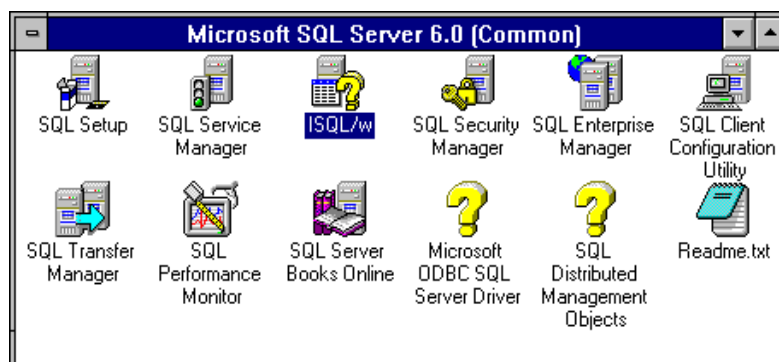 Microsoft SQL Server 6.0 (Common)
SQL Setup
SQL Service
Manager
ISQL/w
SQL Security
Manager
SQL Enterprise
Manager
SQL Client
Configuration
Utility
SQL Transfer
Manager
SQL
Performance
Monitor
SQL Server
Books Online
Microsoft
ODBC SQL
Server Driver
SQL
Distributed
Management
Objects
Readme.txt